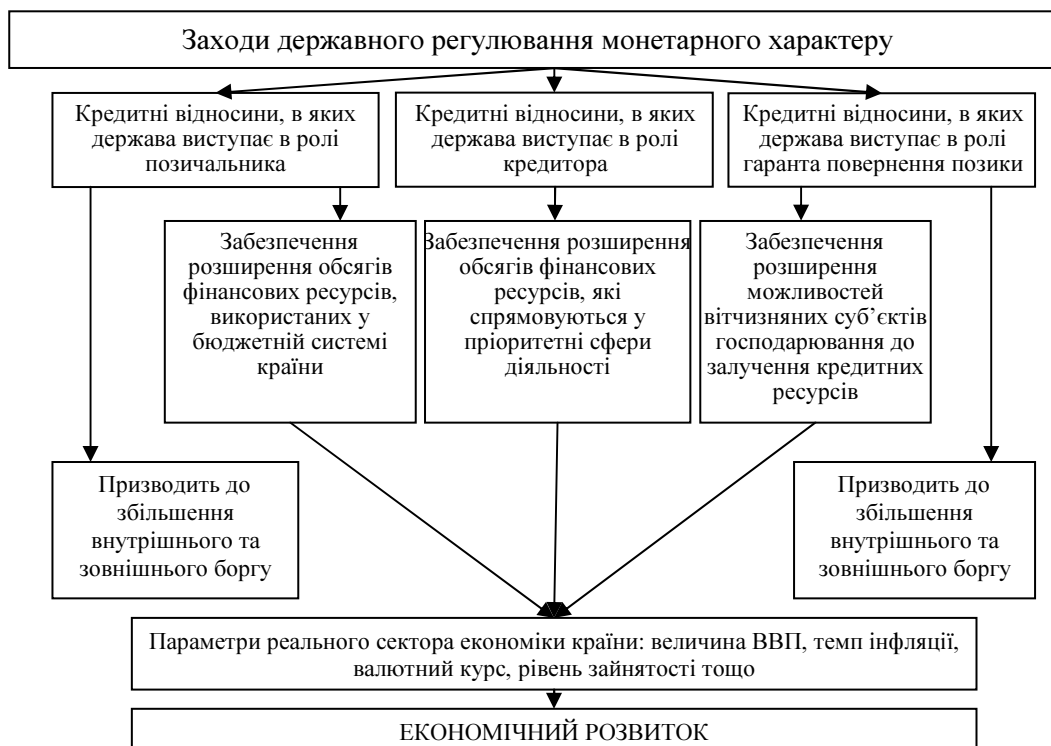 Заходи державного регулювання монетарного характеру
Кредитні відносини, в яких
держава виступає в ролі
позичальника
Кредитні відносини, в яких
держава виступає в ролі
кредитора
Кредитні відносини, в яких
держава виступає в ролі
гаранта повернення позики
Забезпечення
розширення обсягів
фінансових ресурсів,
використаних у
бюджетній системі
країни
Забезпечення розширення
обсягів фінансових
ресурсів, які
спрямовуються у
пріоритетні сфери
діяльності
Забезпечення
розширення
можливостей
вітчизняних суб’єктів
господарювання до
залучення кредитних
ресурсів
Призводить до
збільшення
внутрішнього та
зовнішнього боргу
Призводить до
збільшення
внутрішнього та
зовнішнього боргу
Параметри реального сектора економіки країни: величина ВВП, темп інфляції,
валютний курс, рівень зайнятості тощо
ЕКОНОМІЧНИЙ РОЗВИТОК